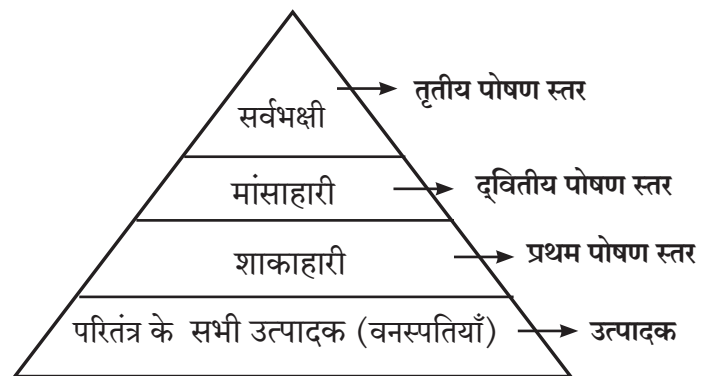 तृतीय पोषण स्तर
सर्वभक्षी
मांसाहारी
द्वितीय पोषण स्तर
शाकाहारी
प्रथम पोषण स्तर
परितंत्र के सभी उत्पादक (वनस्पतियाँ)
उत्पादक